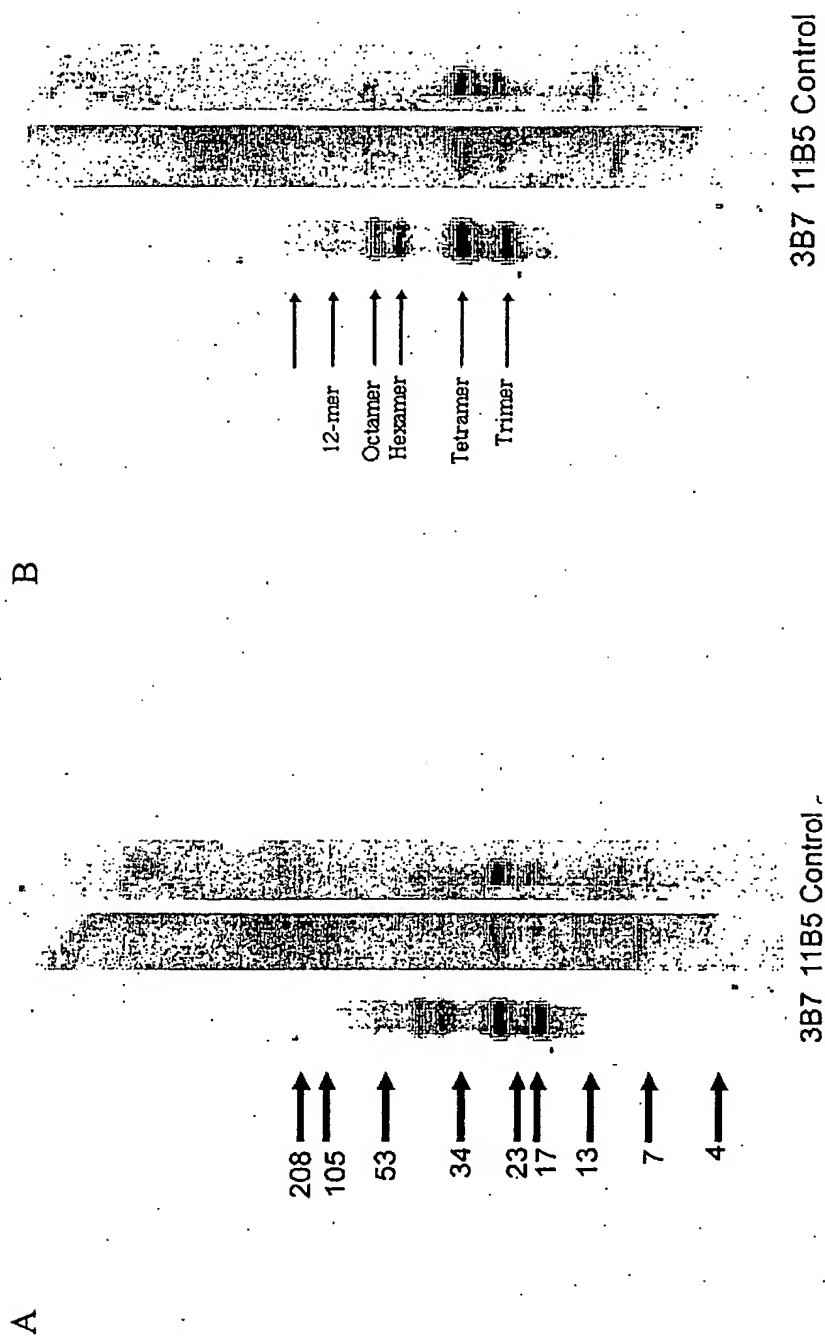 A
208
105
53
34
23
17
13
7
4
3B7 11B5 Control
B
12-mer
Octamer
Hexamer
Tetramer
Trimer
3B7 11B5 Control